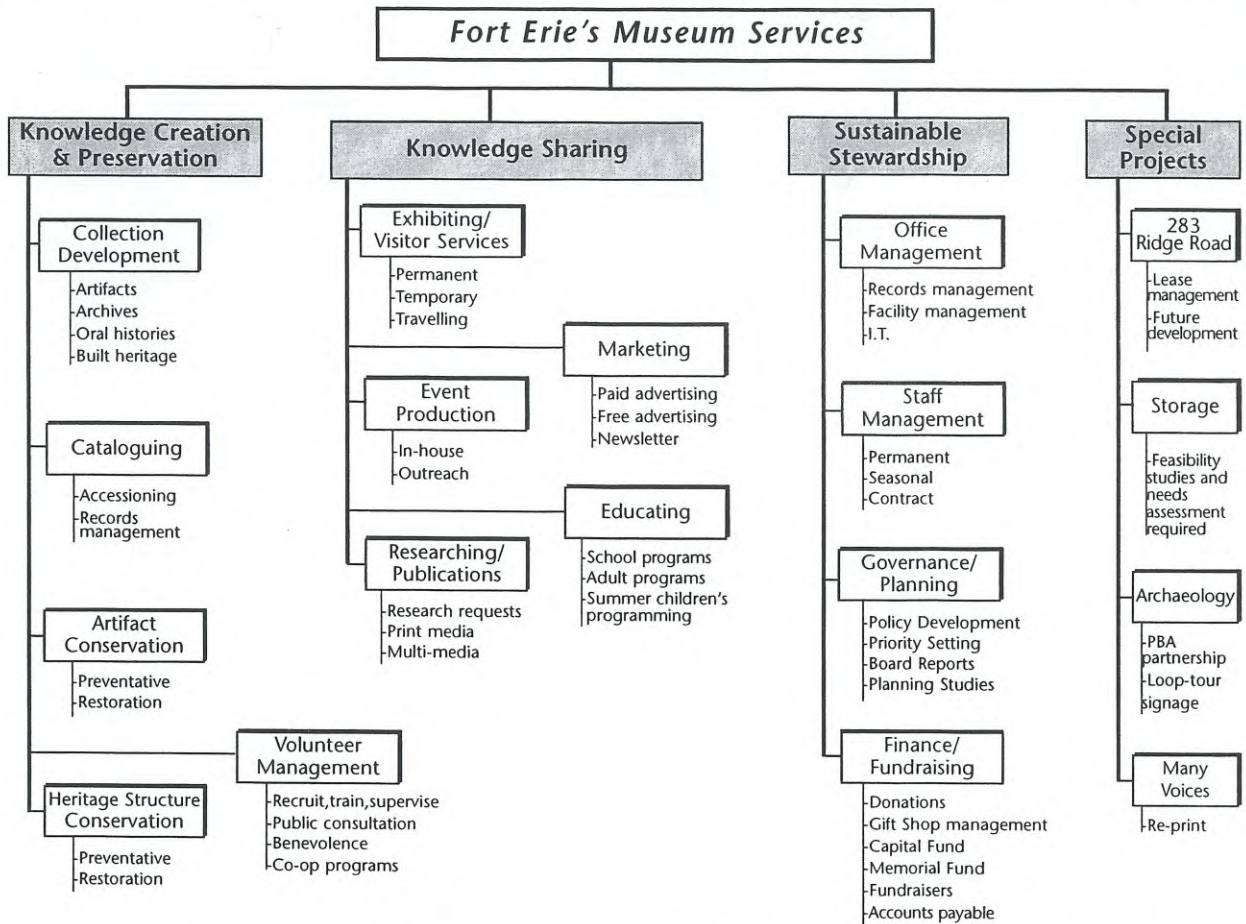 Fort Erie's Museum Services
Knowledge Creation
& Preservation
Collection
Development
-Artifacts
-Archives
-Oral histories
-Built heritage
Cataloguing
-Accessioning
-Records
management
Artifact
Conservation
-Preventative
-Restoration
Volunteer
Management
-Recruit,train,supervise
-Public consultation
-Benevolence
-Co-op programs
Heritage Structure
Conservation
-Preventative
-Restoration
Knowledge Sharing
Exhibiting/
Visitor Services
-Permanent
-Temporary
-Travelling
Marketing
-Paid advertising
-Free advertising
-Newsletter
Event
Production
-In-house
-Outreach
Educating
-School programs
-Adult programs
-Summer children's
programming
Researching/
Publications
-Research requests
-Print media
-Multi-media
Sustainable
Stewardship
Office
Management
-Records management
-Facility management
-I.T.
Staff
Management
-Permanent
-Seasonal
-Contract
Governance/
Planning
-Policy Development
-Priority Setting
-Board Reports
-Planning Studies
Finance/
Fundraising
-Donations
-Gift Shop management
-Capital Fund
-Memorial Fund
-Fundraisers
-Accounts payable
Special
Projects
283
Ridge Road
-Lease
management
-Future
development
Storage
-Feasibility
studies and
needs
assessment
required
Archaeology
-PBA
partnership
-Loop-tour
signage
Many
Voices
-Re-print